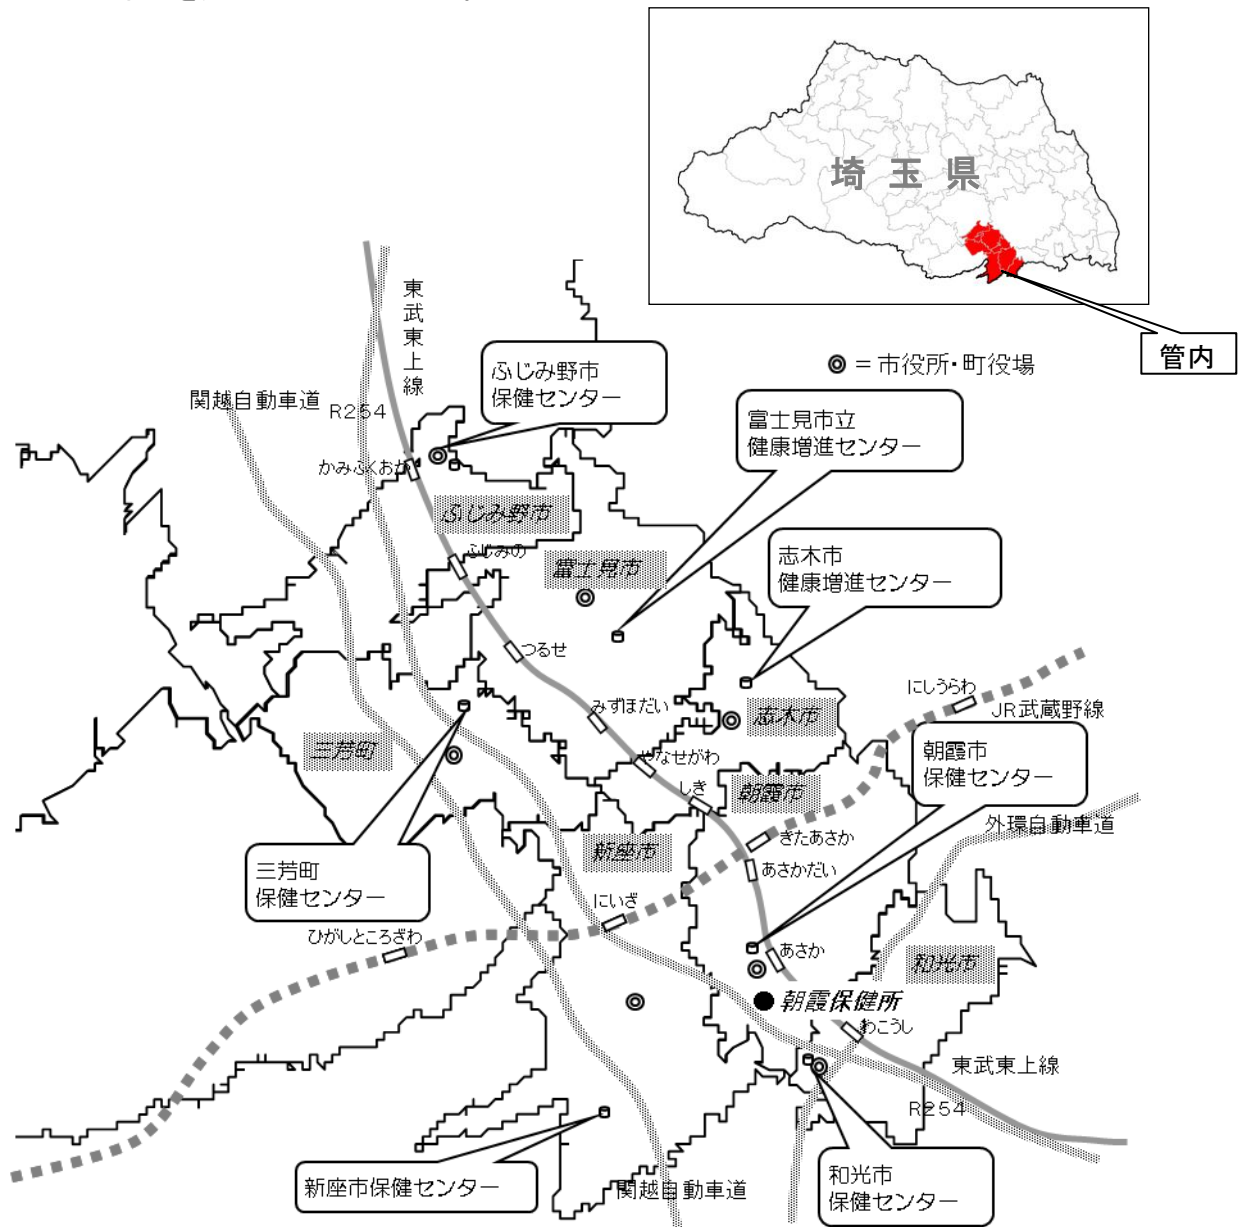 埼玉県
管内
◎ = 市役所・町役場
東武東上線
ふじみ野市
保健センター
関越自動車道
R254
富士見市立
健康増進センター
かみふくおか
ふじみ野市
ふじみの
富士見市
志木市
健康増進センター
つるせ
にしうらわ
JR武蔵野線
みずほだい
志木市
三芳町
やなせがわ
朝霞市
保健センター
しき
朝霞市
外環自動車道
きたあさか
新座市
あさかだい
三芳町
保健センター
にいざ
ひがしところざわ
あさか
和光市
朝霞保健所
わこうし
東武東上線
R254
新座市保健センター
関越自動車道
和光市
保健センター